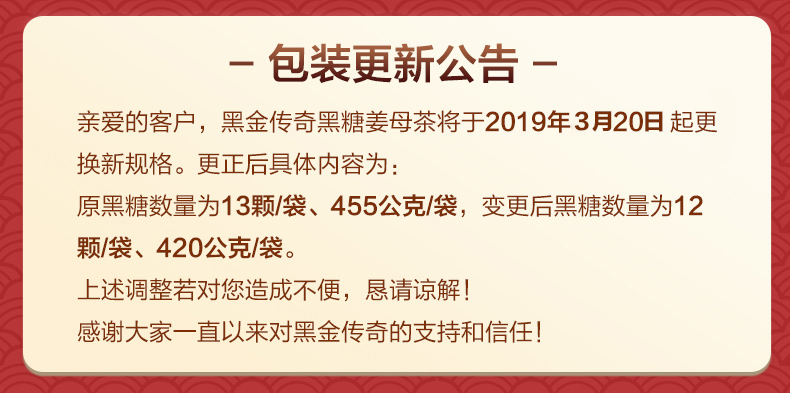 – 包装更新公告 –
亲爱的客户，黑金传奇黑糖姜母茶将于2019年3月20日起更
换新规格。更正后具体内容为：
原黑糖数量为13颗/袋、455公克/袋，变更后黑糖数量为12
颗/袋、420公克/袋。
上述调整若对您造成不便，恳请谅解！
感谢大家一直以来对黑金传奇的支持和信任！